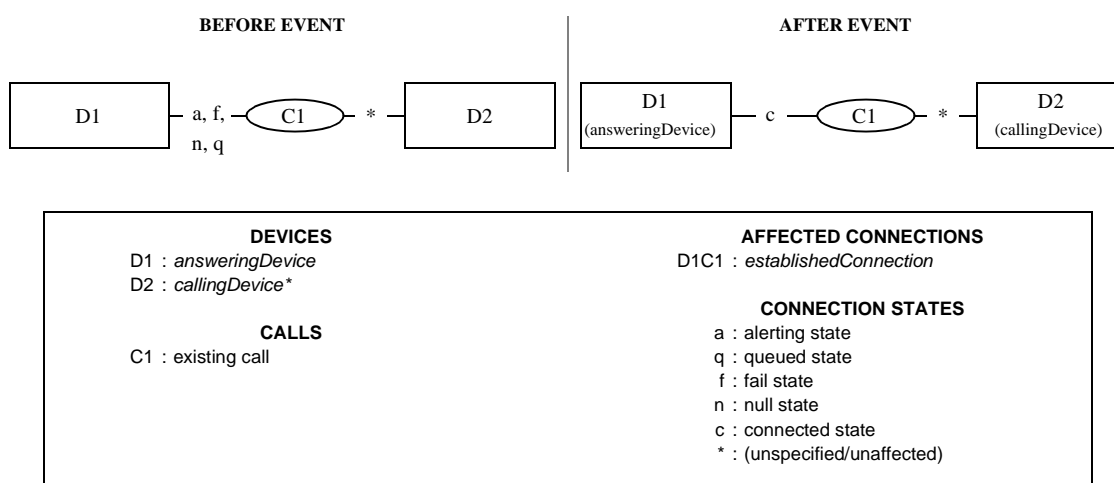 BEFORE EVENT
AFTER EVENT
D1
a, f,
n, q
C1
*
D2
D1
(answeringDevice)
c
C1
*
D2
(callingDevice)
DEVICES
D1 : answeringDevice
D2 : callingDevice*
CALLS
C1 : existing call
AFFECTED CONNECTIONS
D1C1 : establishedConnection
CONNECTION STATES
a : alerting state
q : queued state
f : fail state
n : null state
c : connected state
* : (unspecified/unaffected)